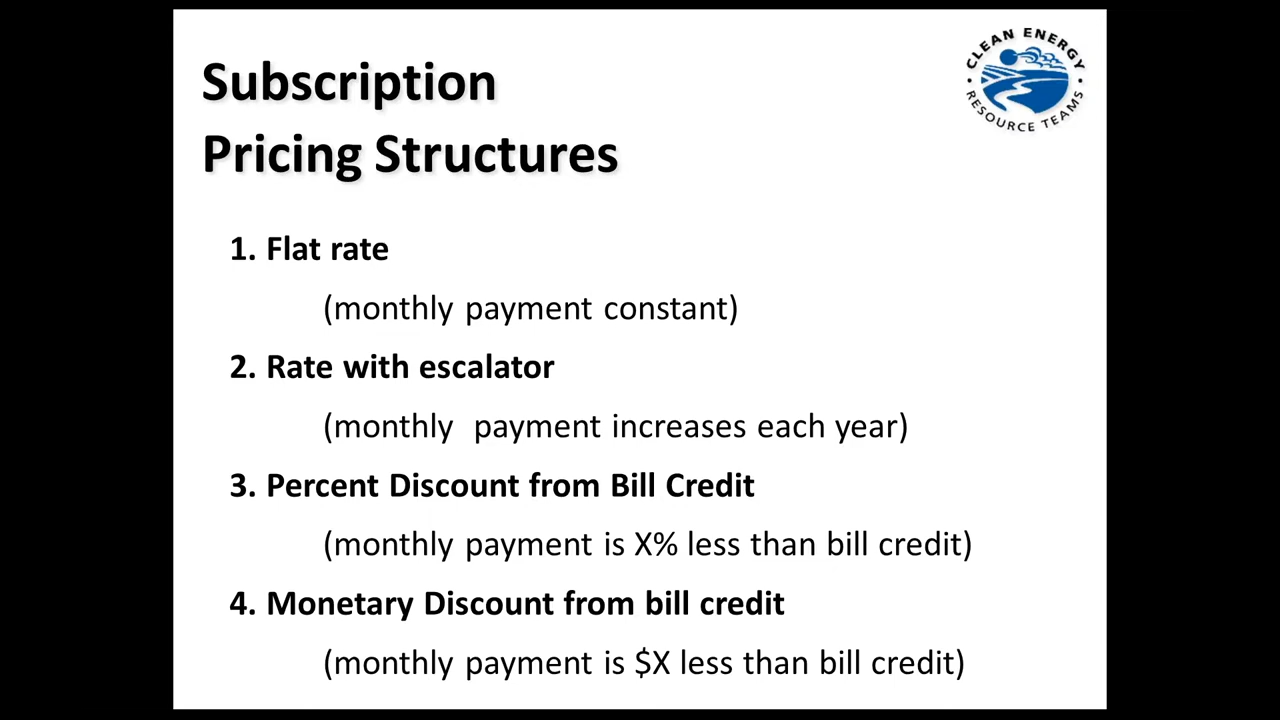 Subscription
Pricing Structures
CLEAN ENERGY
RESOURCE TEAMS
1. Flat rate
(monthly payment constant)
2. Rate with escalator
(monthly  payment increases each year)
3. Percent Discount from Bill Credit
(monthly payment is X% less than bill credit)
4. Monetary Discount from bill credit
(monthly payment is $X less than bill credit)